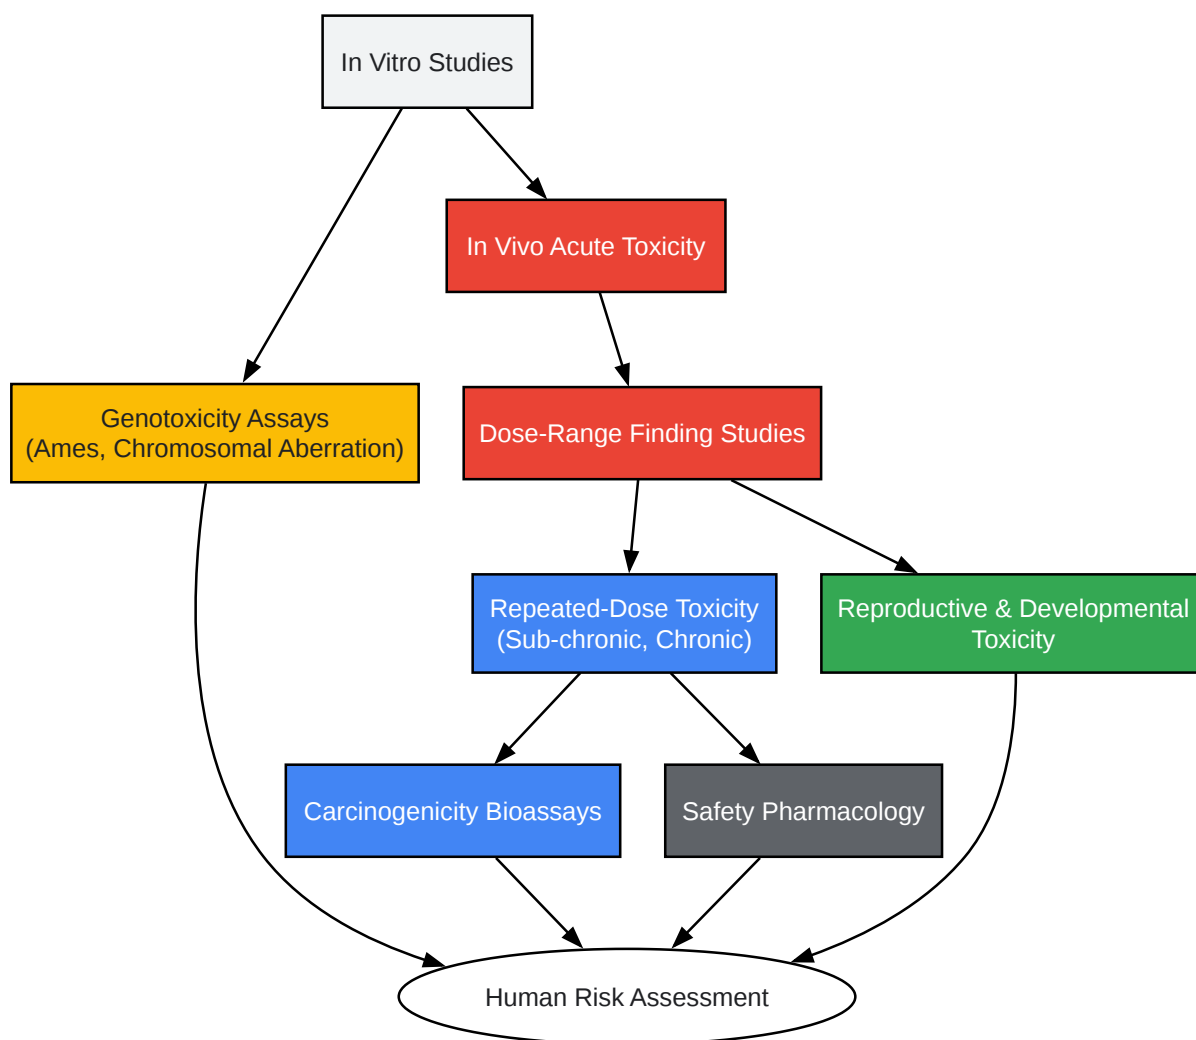 In Vitro Studies
In Vivo Acute Toxicity
Genotoxicity Assays
(Ames, Chromosomal Aberration)
Dose-Range Finding Studies
Repeated-Dose Toxicity
(Sub-chronic, Chronic)
Reproductive & Developmental
Toxicity
Carcinogenicity Bioassays
Safety Pharmacology
Human Risk Assessment